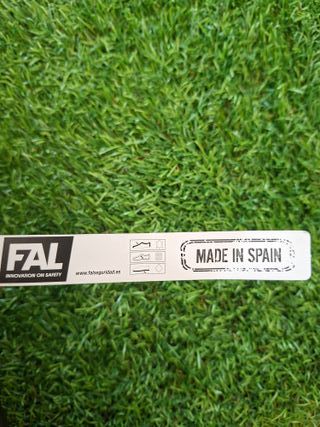 FAL
INNOVATION ON SAFETY
www.falseguridad.es
MADE IN SPAIN